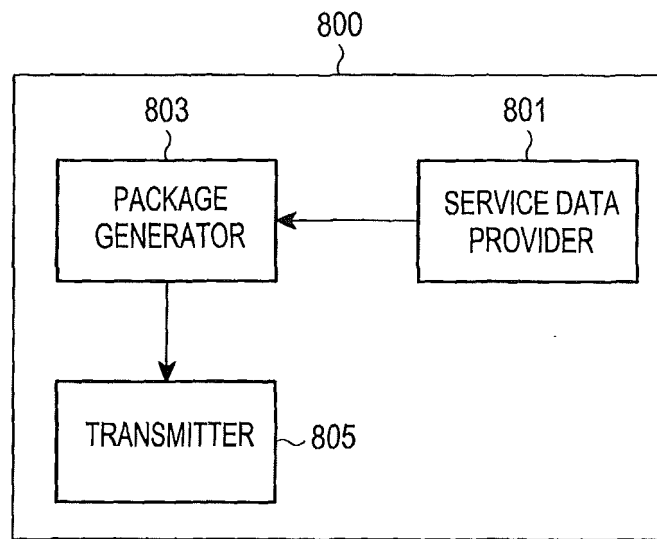 800
803
801
PACKAGE
GENERATOR
SERVICE DATA
PROVIDER
TRANSMITTER
805